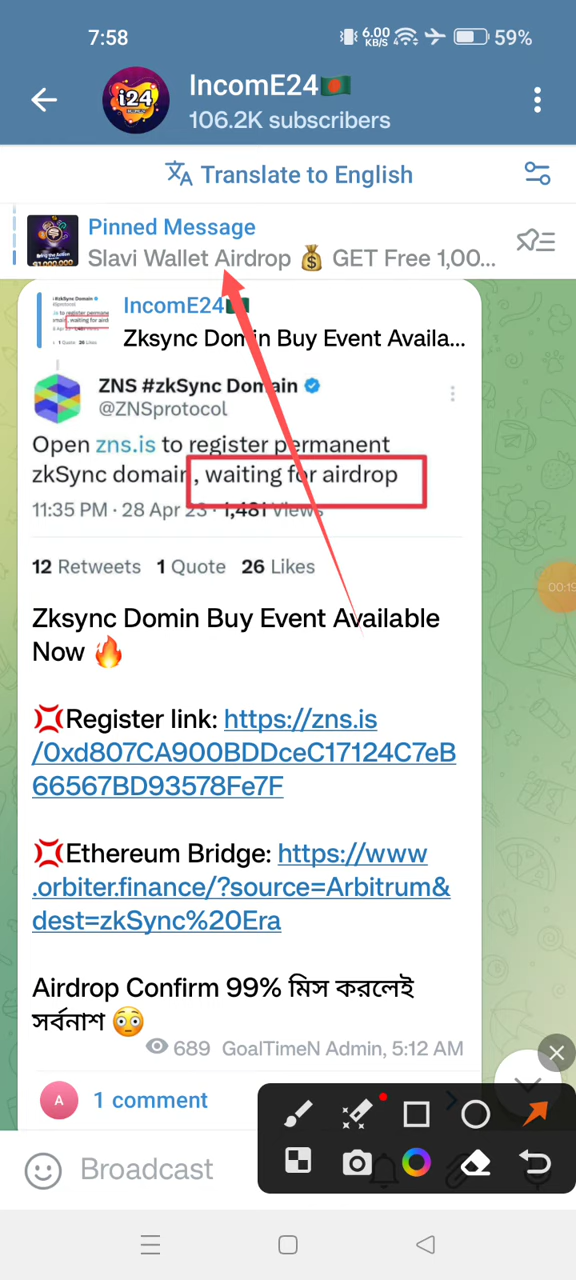 7:58
6.00
KB/S
59%
IncomE24🇧🇩
106.2K subscribers
Translate to English
Pinned Message
Slavi Wallet Airdrop 💰 GET Free 1,00...
IncomE24🇧🇩
Zksync Domin Buy Event Availa...
ZNS #zkSync Domain
@ZNSprotocol
Open zns.is to register permanent
zkSync domain, waiting for airdrop
11:35 PM · 28 Apr 23 · 1,481 Views
12 Retweets 1 Quote 26 Likes
Zksync Domin Buy Event Available
Now 🔥
💢Register link: https://zns.is
/0xd807CA900BDDceC17124C7eB
66567BD93578Fe7F
💢Ethereum Bridge: https://www
.orbiter.finance/?source=Arbitrum&
dest=zkSync%20Era
Airdrop Confirm 99% মিস করলেই
সর্বনাশ 😳
689 GoalTimeN Admin, 5:12 AM
A
1 comment
Broadcast
00:19
i24